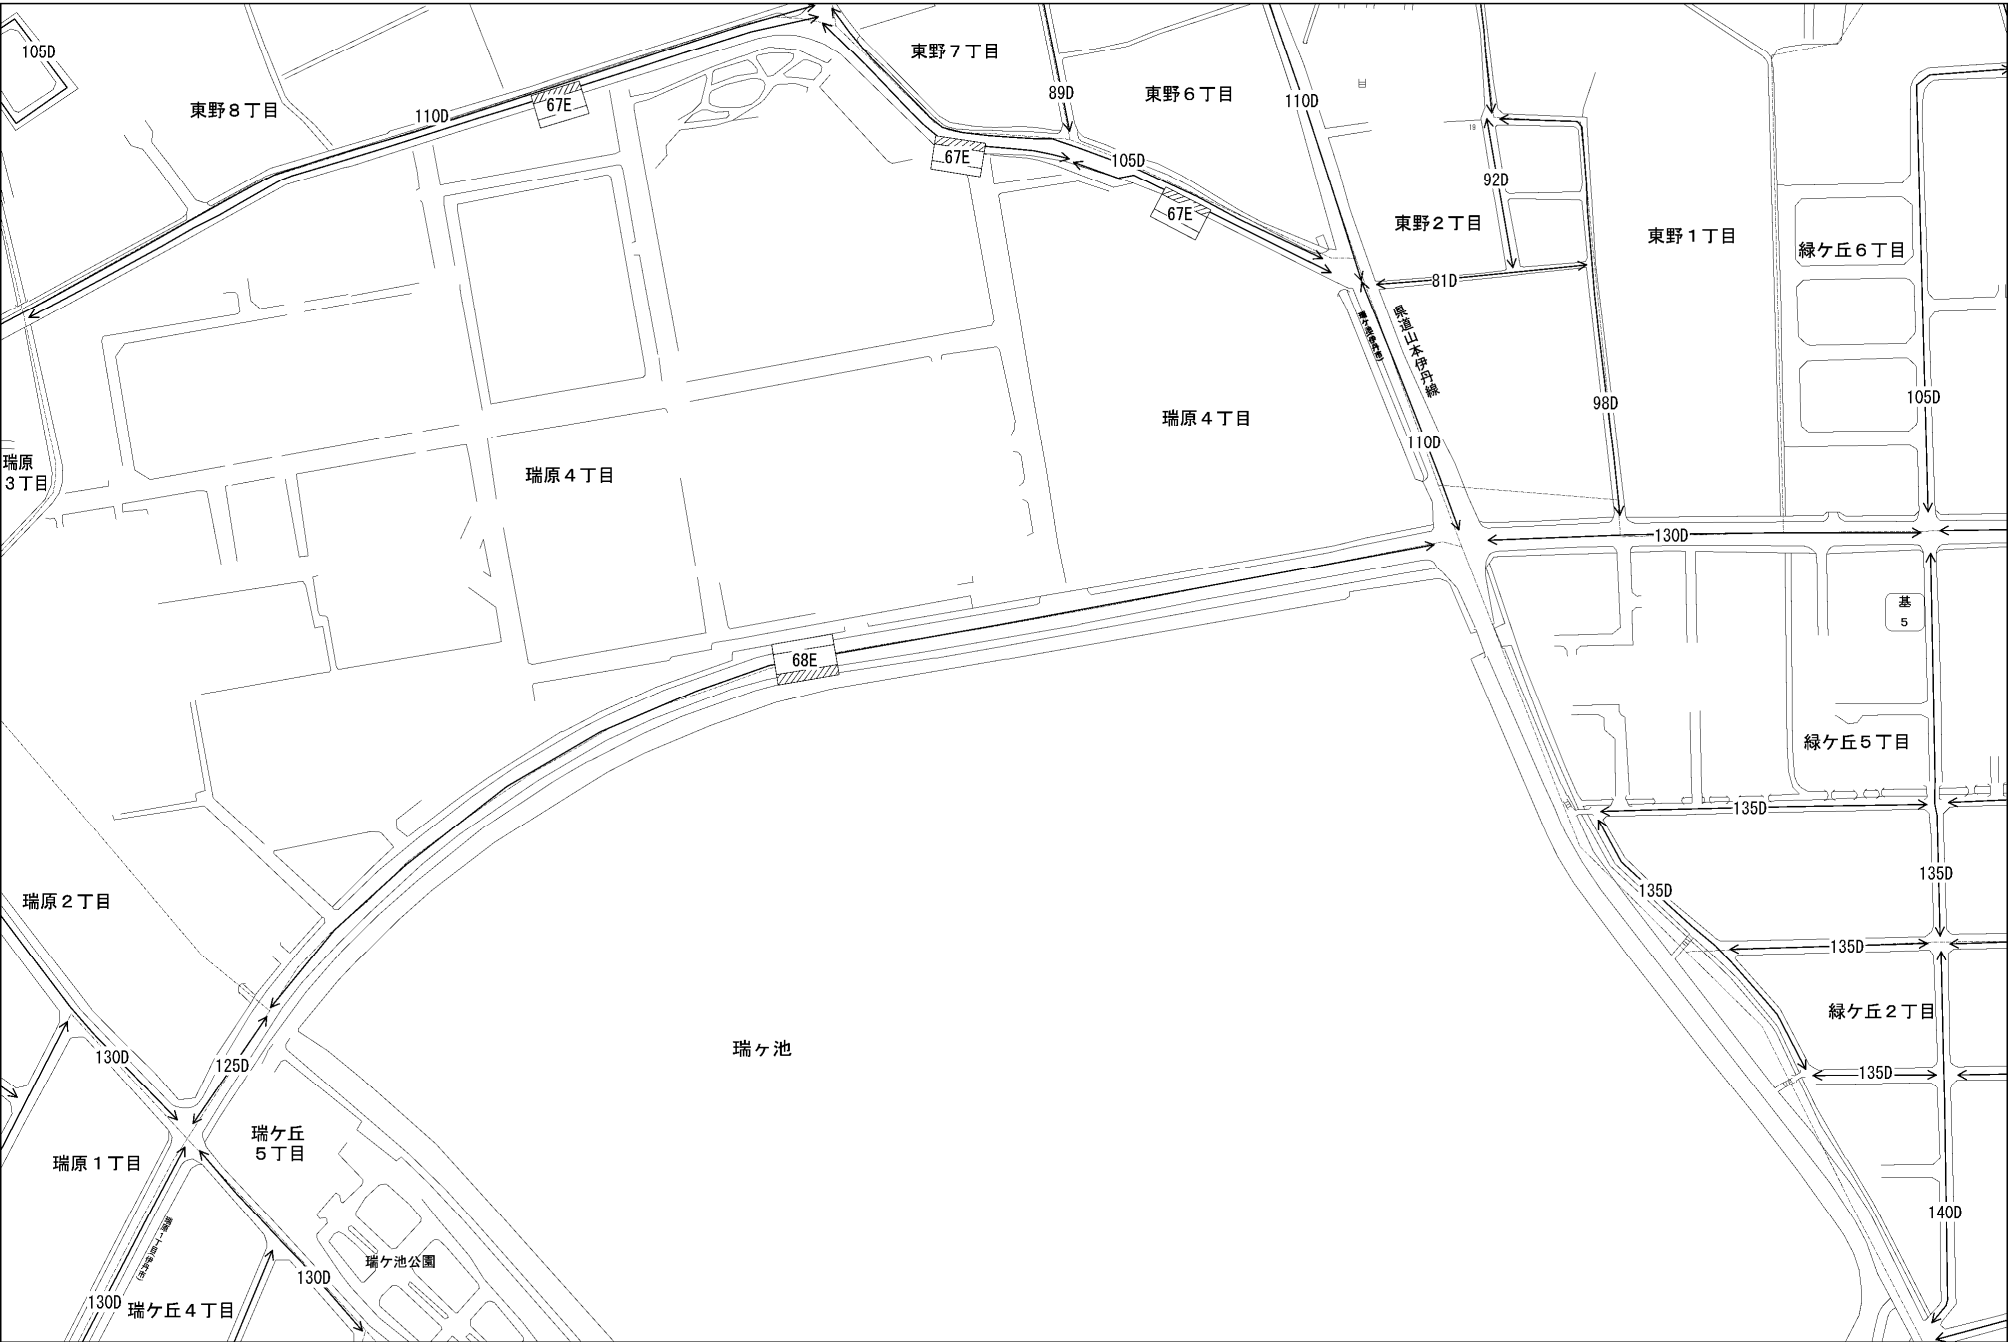 105D
東野８丁目
110D
67E
東野７丁目
89D
東野６丁目
110D
67E
105D
67E
19
92D
東野２丁目
81D
東野１丁目
緑ケ丘６丁目
県道山本伊丹線
98D
105D
110D
瑞原４丁目
瑞原４丁目
瑞原
３丁目
130D
基
5
68E
緑ケ丘５丁目
135D
135D
135D
135D
瑞原２丁目
緑ケ丘２丁目
瑞ヶ池
130D
125D
135D
瑞ケ丘
５丁目
瑞原１丁目
140D
瑞ケ池公園
130D
130D
瑞ケ丘４丁目